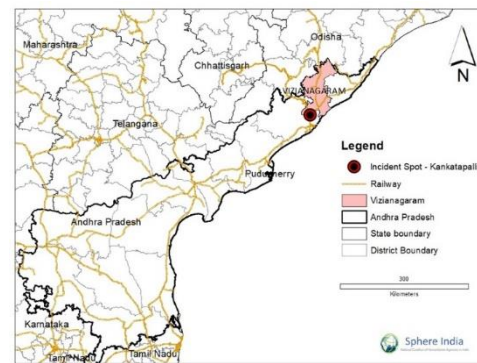 Maharashtra
Odisha
Chhattisgarh
VIZIANAGARAM
N
Telangana
Puducherry
Andhra Pradesh
Karnataka
Tamil Nadu
Tamil Nadu
Legend
Incident Spot - Kankatapalli
Railway
Vizianagaram
Andhra Pradesh
State boundary
District Boundary
300
Kilometers
Sphere India